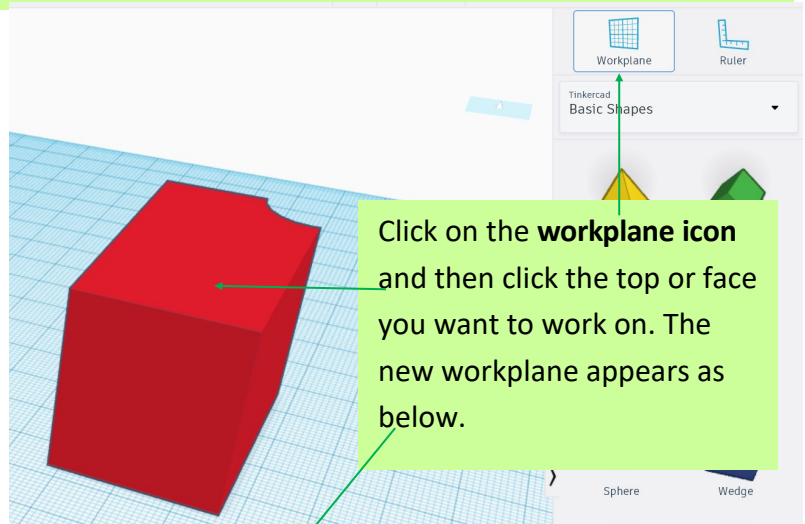 Workplane
Ruler
Tinkercad
Basic Shapes
Click on the workplane icon
and then click the top or face
you want to work on. The
new workplane appears as
below.
Sphere
Wedge